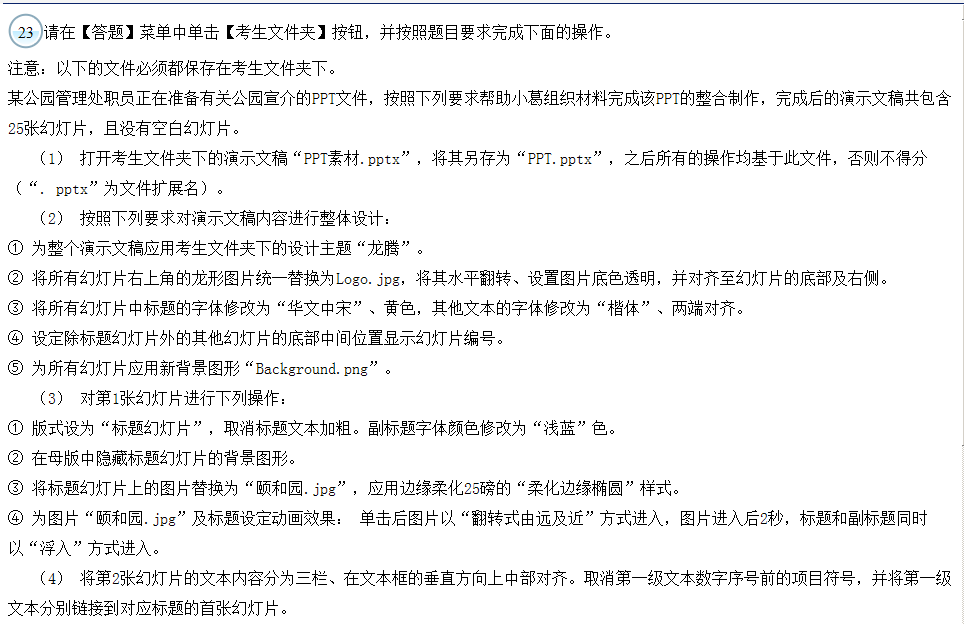 23 请在【答题】菜单中单击【考生文件夹】按钮，并按照题目要求完成下面的操作。
注意：以下的文件必须都保存在考生文件夹下。
某公园管理处职员正在准备有关公园宣介的PPT文件，按照下列要求帮助小葛组织材料完成该PPT的整合制作，完成后的演示文稿共包含
25张幻灯片，且没有空白幻灯片。
（1） 打开考生文件夹下的演示文稿“PPT素材.pptx”，将其另存为“PPT.pptx”，之后所有的操作均基于此文件，否则不得分
（“. pptx”为文件扩展名）。
（2） 按照下列要求对演示文稿内容进行整体设计：
① 为整个演示文稿应用考生文件夹下的设计主题“龙腾”。
② 将所有幻灯片右上角的龙形图片统一替换为Logo.jpg，将其水平翻转、设置图片底色透明，并对齐至幻灯片的底部及右侧。
③ 将所有幻灯片中标题的字体修改为“华文中宋”、黄色，其他文本的字体修改为“楷体”、两端对齐。
④ 设定除标题幻灯片外的其他幻灯片的底部中间位置显示幻灯片编号。
⑤ 为所有幻灯片应用新背景图形“Background.png”。
（3） 对第1张幻灯片进行下列操作：
① 版式设为“标题幻灯片”，取消标题文本加粗。副标题字体颜色修改为“浅蓝”色。
② 在母版中隐藏标题幻灯片的背景图形。
③ 将标题幻灯片上的图片替换为“颐和园.jpg”，应用边缘柔化25磅的“柔化边缘椭圆”样式。
④ 为图片“颐和园.jpg”及标题设定动画效果： 单击后图片以“翻转式由远及近”方式进入，图片进入后2秒，标题和副标题同时
以“浮入”方式进入。
（4） 将第2张幻灯片的文本内容分为三栏、在文本框的垂直方向上中部对齐。取消第一级文本数字序号前的项目符号，并将第一级
文本分别链接到对应标题的首张幻灯片。